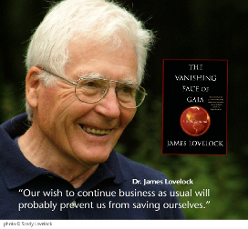 THE
VANISHING
FACE OF
GAIA
JAMES LOVELOCK
Dr. James Lovelock
“Our wish to continue business as usual will
probably prevent us from saving ourselves.”
photo © Sandy Lovelock